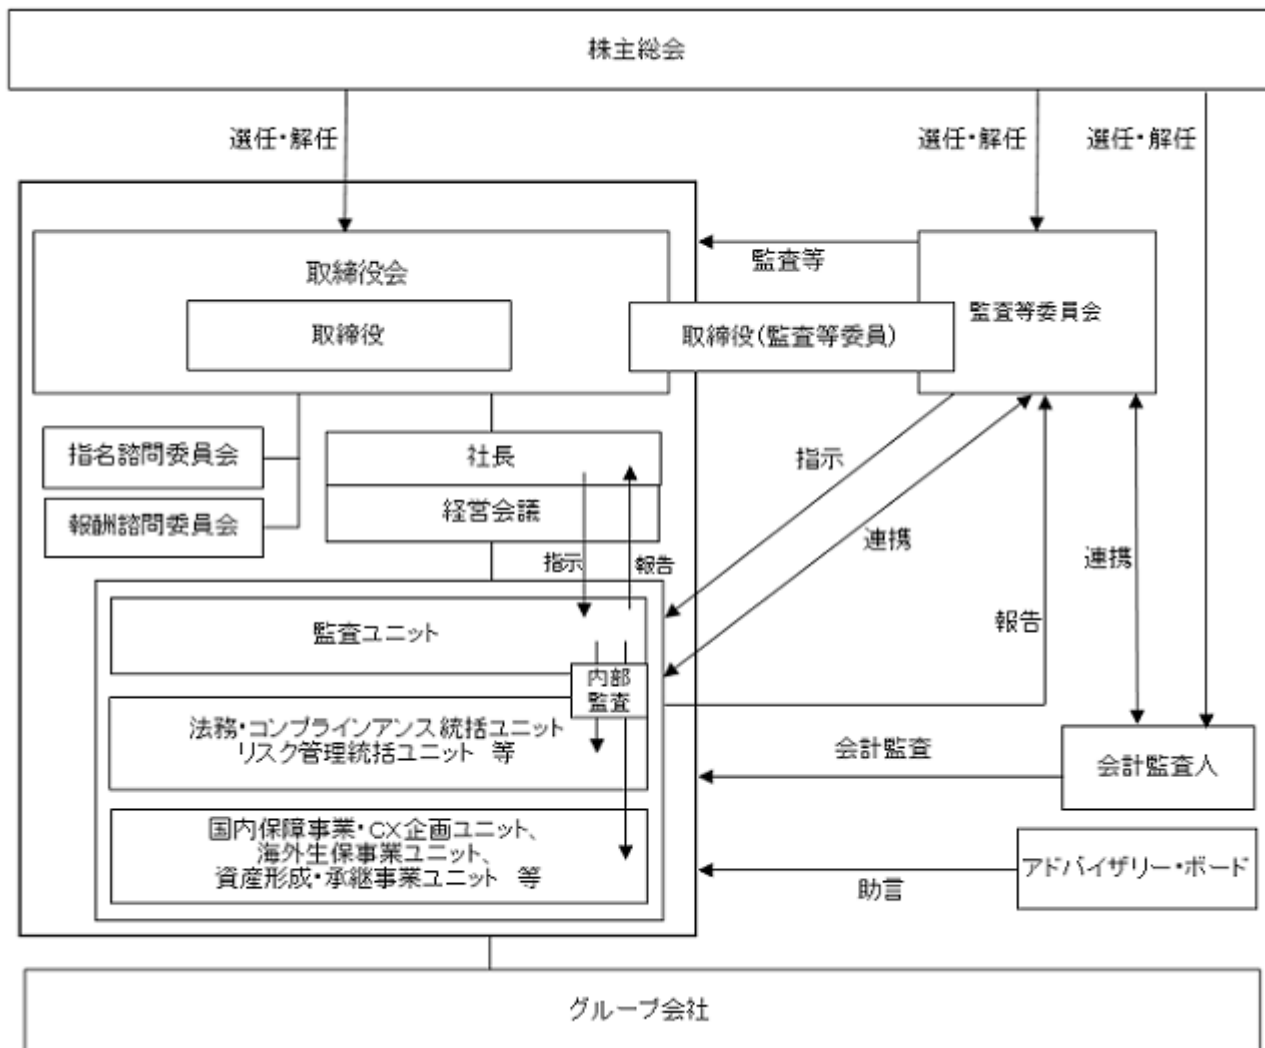 株主総会
選任・解任
選任・解任
選任・解任
取締役会
取締役
監査等
取締役(監査等委員)
監査等委員会
指名諮問委員会
報酬諮問委員会
社長
経営会議
指示
報告
指示
連携
連携
報告
監査ユニット
内部
監査
法務・コンプラインアンス統括ユニット
リスク管理統括ユニット 等
国内保障事業・CX企画ユニット、
海外生保事業ユニット、
資産形成・承継事業ユニット 等
会計監査
会計監査人
助言
アドバイザリー・ボード
グループ会社